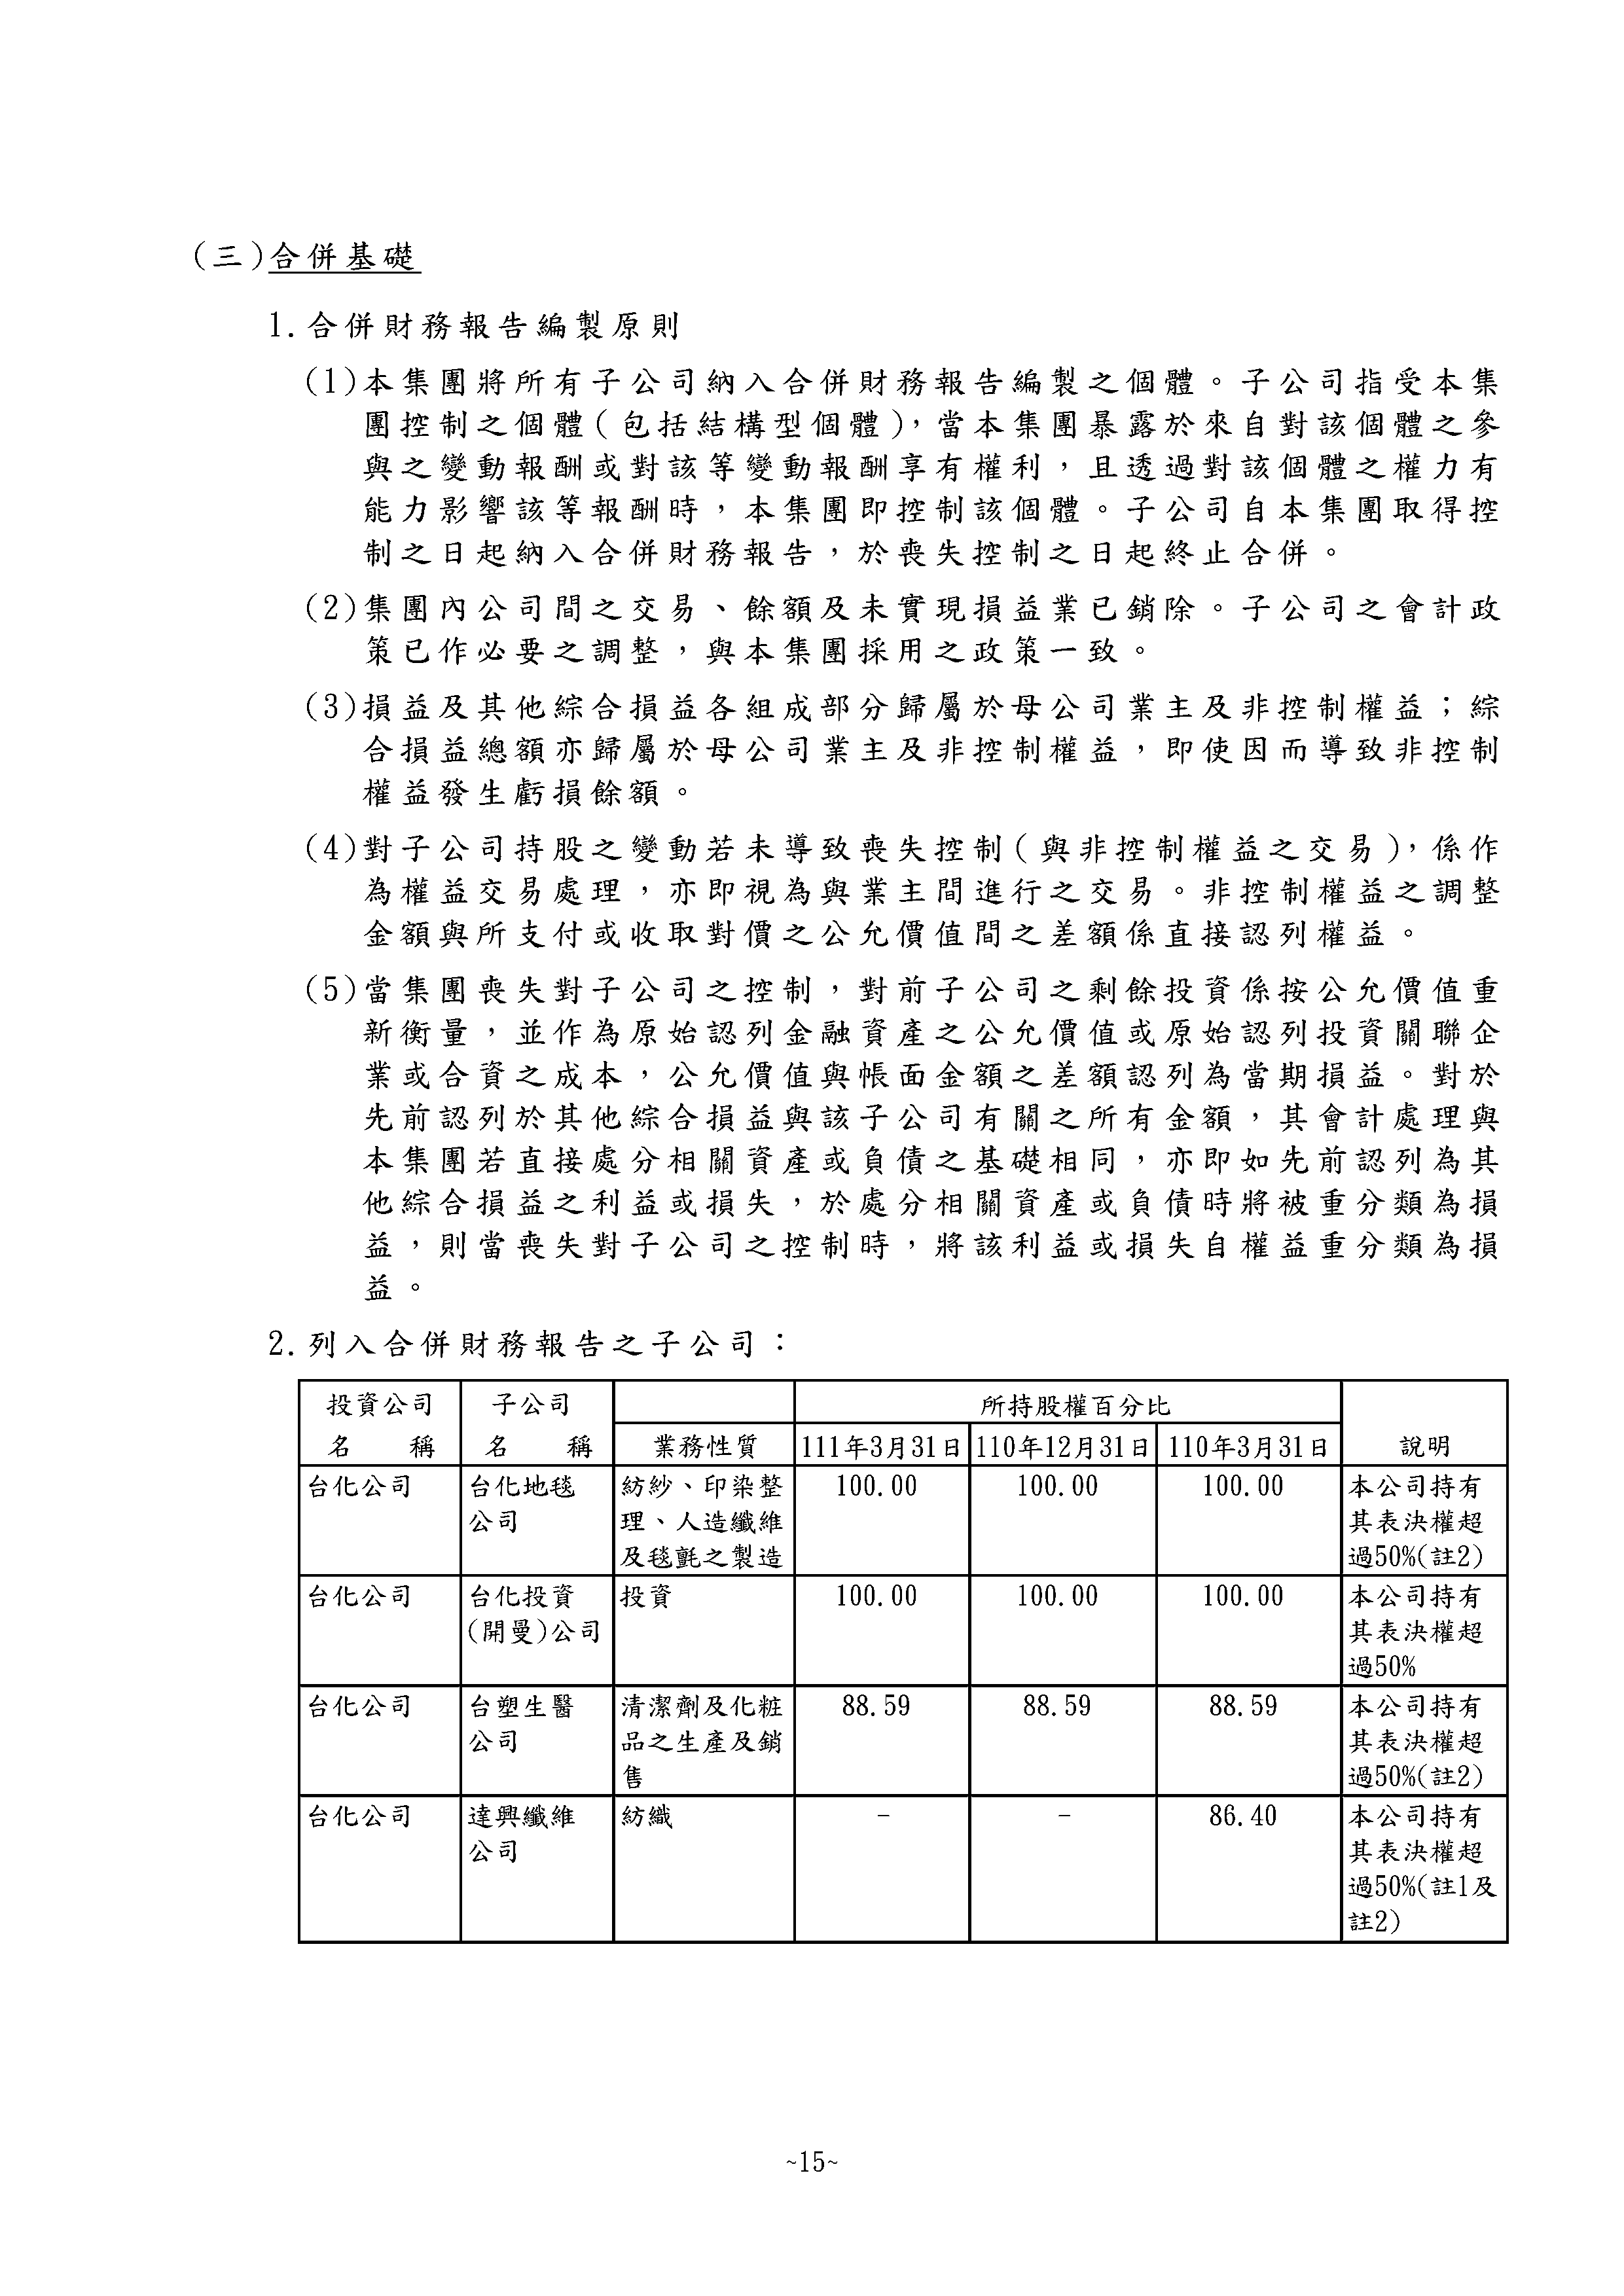 (三)合併基礎
1.合併財務報告編製原則
(1)本集團將所有子公司納入合併財務報告編製之個體。子公司指受本集
團控制之個體(包括結構型個體)，當本集團暴露於來自對該個體之參
與之變動報酬或對該等變動報酬享有權利，且透過對該個體之權力有
能力影響該等報酬時，本集團即控制該個體。子公司自本集團取得控
制之日起納入合併財務報告，於喪失控制之日起終止合併。
(2)集團內公司間之交易、餘額及未實現損益業已銷除。子公司之會計政
策已作必要之調整，與本集團採用之政策一致。
(3)損益及其他綜合損益各組成部分歸屬於母公司業主及非控制權益；綜
合損益總額亦歸屬於母公司業主及非控制權益，即使因而導致非控制
權益發生虧損餘額。
(4)對子公司持股之變動若未導致喪失控制(與非控制權益之交易)，係作
為權益交易處理，亦即視為與業主間進行之交易。非控制權益之調整
金額與所支付或收取對價之公允價值間之差額係直接認列權益。
(5)當集團喪失對子公司之控制，對前子公司之剩餘投資係按公允價值重
新衡量，並作為原始認列金融資產之公允價值或原始認列投資關聯企
業或合資之成本，公允價值與帳面金額之差額認列為當期損益。對於
先前認列於其他綜合損益與該子公司有關之所有金額，其會計處理與
本集團若直接處分相關資產或負債之基礎相同，亦即如先前認列為其
他綜合損益之利益或損失，於處分相關資產或負債時將被重分類為損
益，則當喪失對子公司之控制時，將該利益或損失自權益重分類為損
益。
2.列入合併財務報告之子公司：
投資公司 子公司 所持股權百分比
名 稱 名 稱 業務性質 111年3月31日 110年12月31日 110年3月31日 說明
台化公司 台化地毯 紡紗、印染整 100.00 100.00 100.00 本公司持有
公司 理、人造纖維 其表決權超
及毯氈之製造 過50%(註2)
台化公司 台化投資 投資 100.00 100.00 100.00 本公司持有
(開曼)公司 其表決權超
過50%
台化公司 台塑生醫 清潔劑及化粧 88.59 88.59 88.59 本公司持有
公司 品之生產及銷 其表決權超
售 過50%(註2)
台化公司 達興纖維 紡織 - - 86.40 本公司持有
公司 其表決權超
過50%(註1及
註2)
~15~